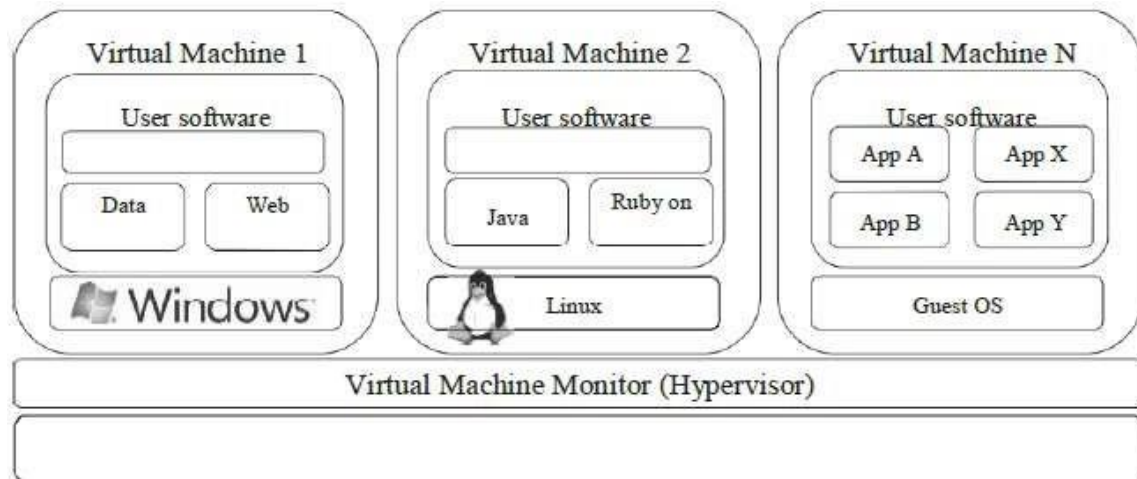 Virtual Machine 1
User software
Data
Web
Windows
Virtual Machine 2
User software
Java
Ruby on
Linux
Virtual Machine N
User software
App A
App X
App B
App Y
Guest OS
Virtual Machine Monitor (Hypervisor)